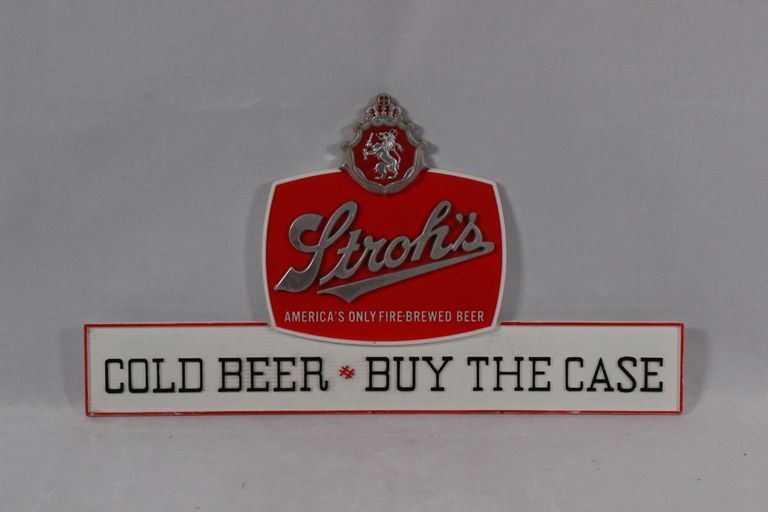 Stroh's
AMERICA'S ONLY FIRE-BREWED BEER
COLD BEER * BUY THE CASE